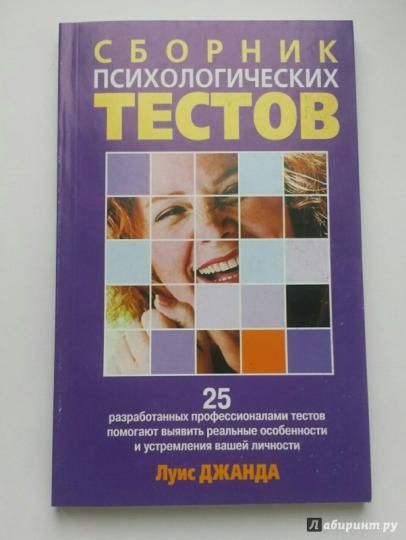 СБОРНИК
ПСИХОЛОГИЧЕСКИХ
ТЕСТОВ
25
разработанных профессионалами тестов
помогают выявить реальные особенности
и устремления вашей личности
Луис ДЖАНДА
Лабиринт.ру